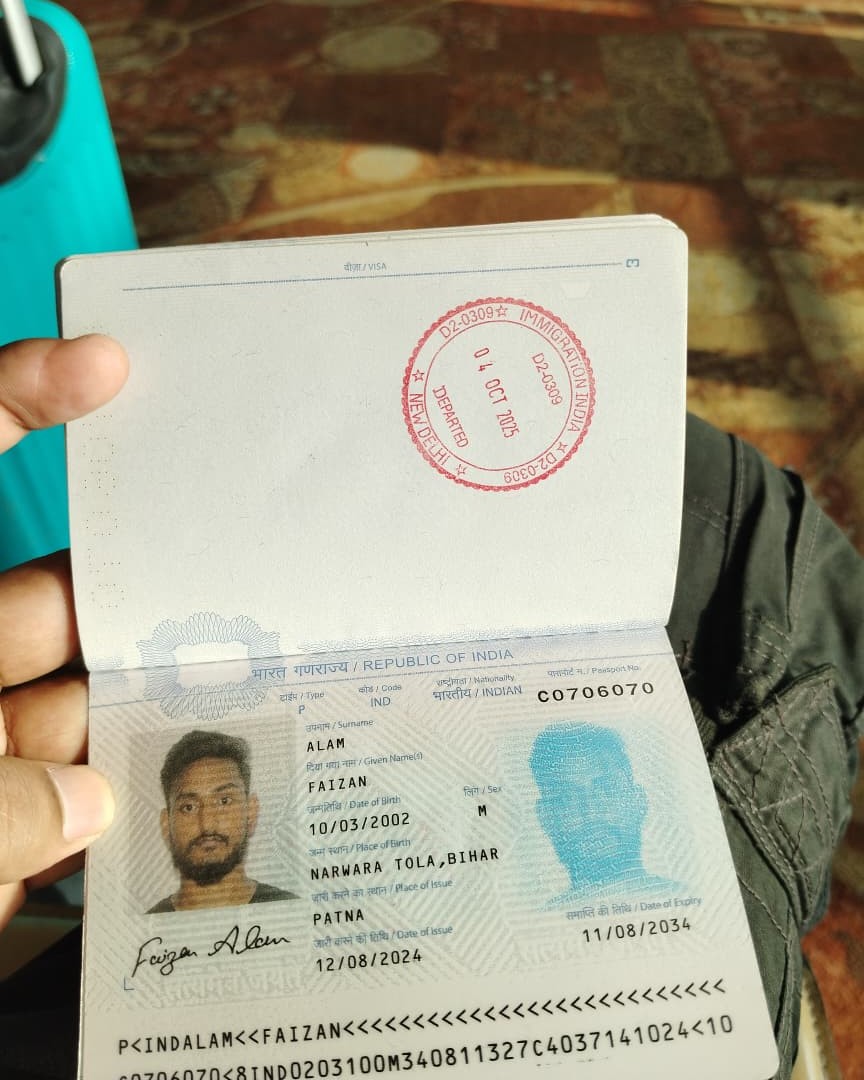 वीज़ा / VISA
3
D2-0309☆ IMMIGRATION INDIA ☆ D2-0309 ☆ NEW DELHI ☆
D2-0309
04 OCT 2025
DEPARTED
भारत गणराज्य / REPUBLIC OF INDIA
टाईप / Type कोड / Code राष्ट्रीयता / Nationality पासपोर्ट न. / Passport No.
P IND भारतीय / INDIAN C0706070
उपनाम / Surname
ALAM
दिया गया नाम / Given Name(s)
FAIZAN
जन्मतिथि / Date of Birth लिंग / Sex
10/03/2002 M
जन्म स्थान / Place of Birth
NARWARA TOLA,BIHAR
जारी करने का स्थान / Place of Issue
PATNA
जारी करने की तिथि / Date of Issue समाप्ति की तिथि / Date of Expiry
12/08/2024 11/08/2034
Faizan Alam
P<INDALAM<<FAIZAN<<<<<<<<<<<<<<<<<<<<<<<<<<<
C0706070<8IND0203100M340811327C4037141024<10